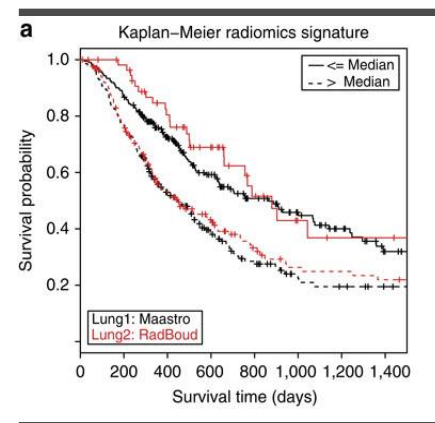 a
Kaplan–Meier radiomics signature
<= Median
> Median
1.0
0.8
0.6
0.4
0.2
Survival probability
Lung1: Maastro
Lung2: RadBoud
0 200 400 600 800 1,000 1,200 1,400
Survival time (days)